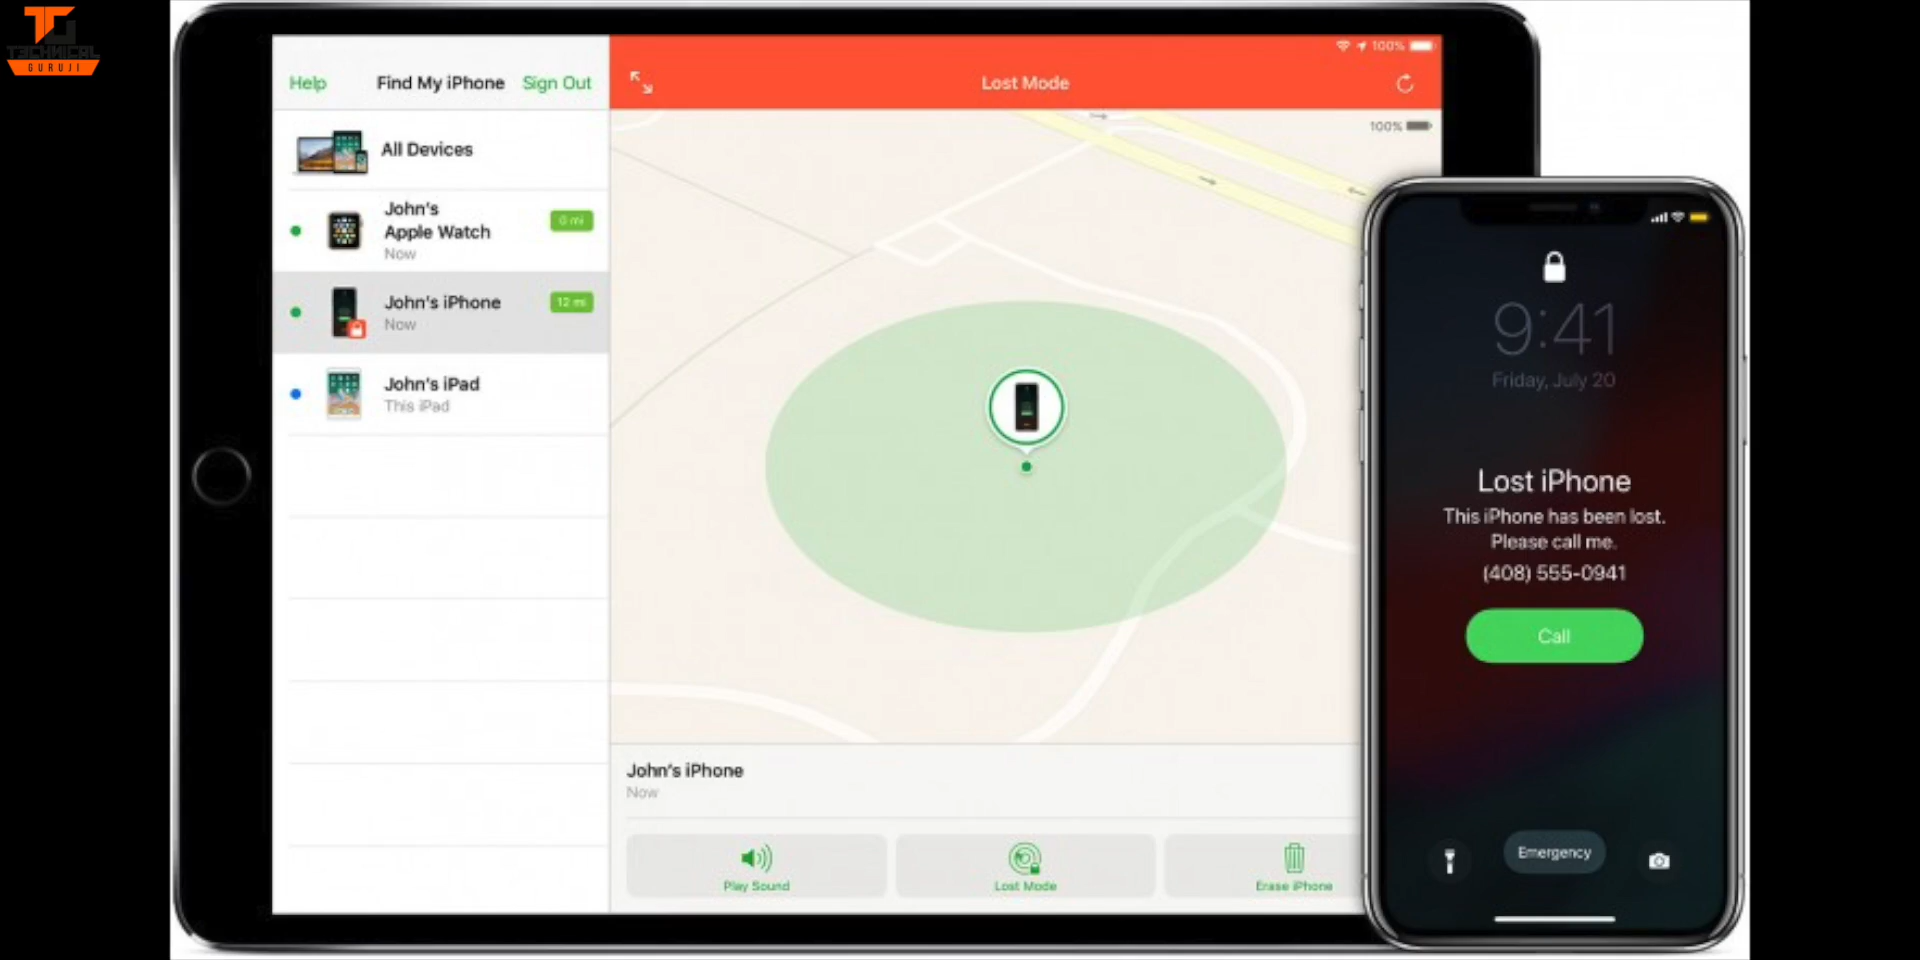 TECHNICAL
GURUJI
Help
Find My iPhone
Sign Out
All Devices
John's
Apple Watch
Now
0 mi
John's iPhone
Now
12 mi
John's iPad
This iPad
100%
Lost Mode
100%
John's iPhone
Now
Play Sound
Lost Mode
Erase iPhone
9:41
Friday, July 20
Lost iPhone
This iPhone has been lost.
Please call me.
(408) 555-0941
Call
Emergency